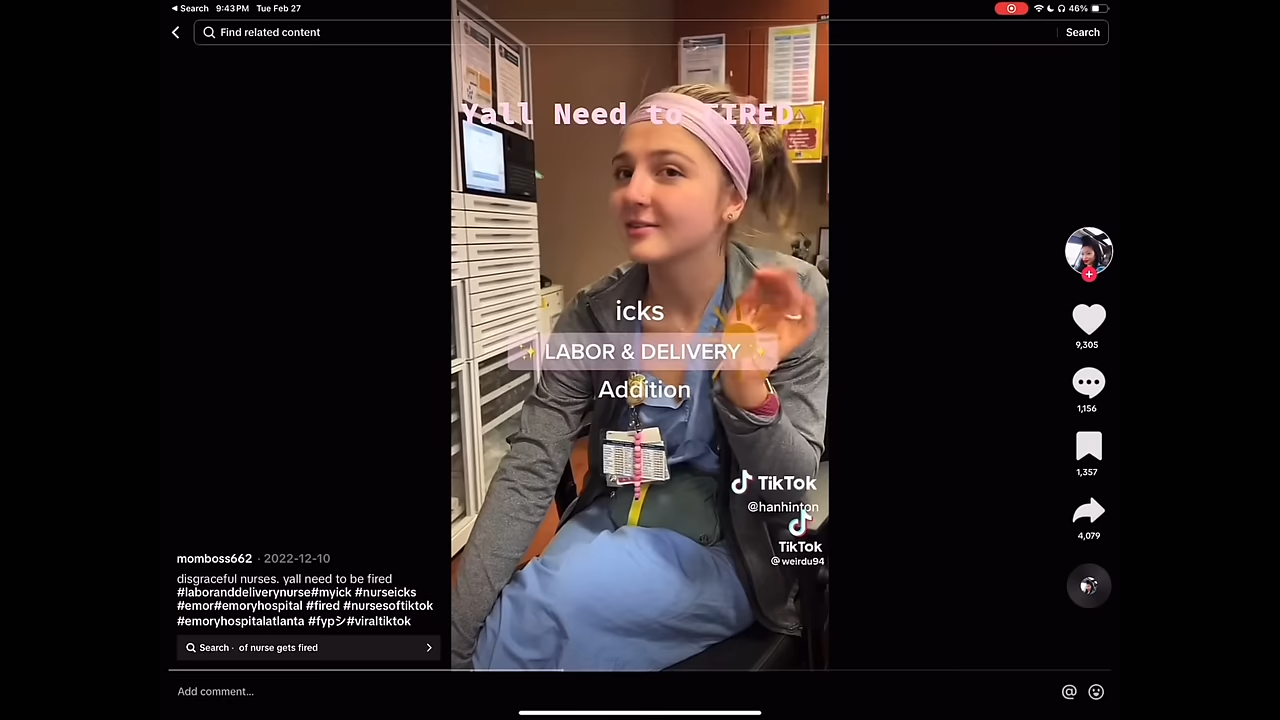 Search 9:43 PM Tue Feb 27
46%
Find related content
Search
Yall Need to FIRED
icks
✨ LABOR & DELIVERY ✨
Addition
TikTok
@hanhinton
TikTok
@weirdu94
9,305
1,156
1,357
4,079
momboss662 · 2022-12-10
disgraceful nurses. yall need to be fired
#laboranddeliverynurse#myick #nurseicks
#emor#emoryhospital #fired #nursesoftiktok
#emoryhospitalatlanta #fypシ#viraltiktok
Search · of nurse gets fired
Add comment...